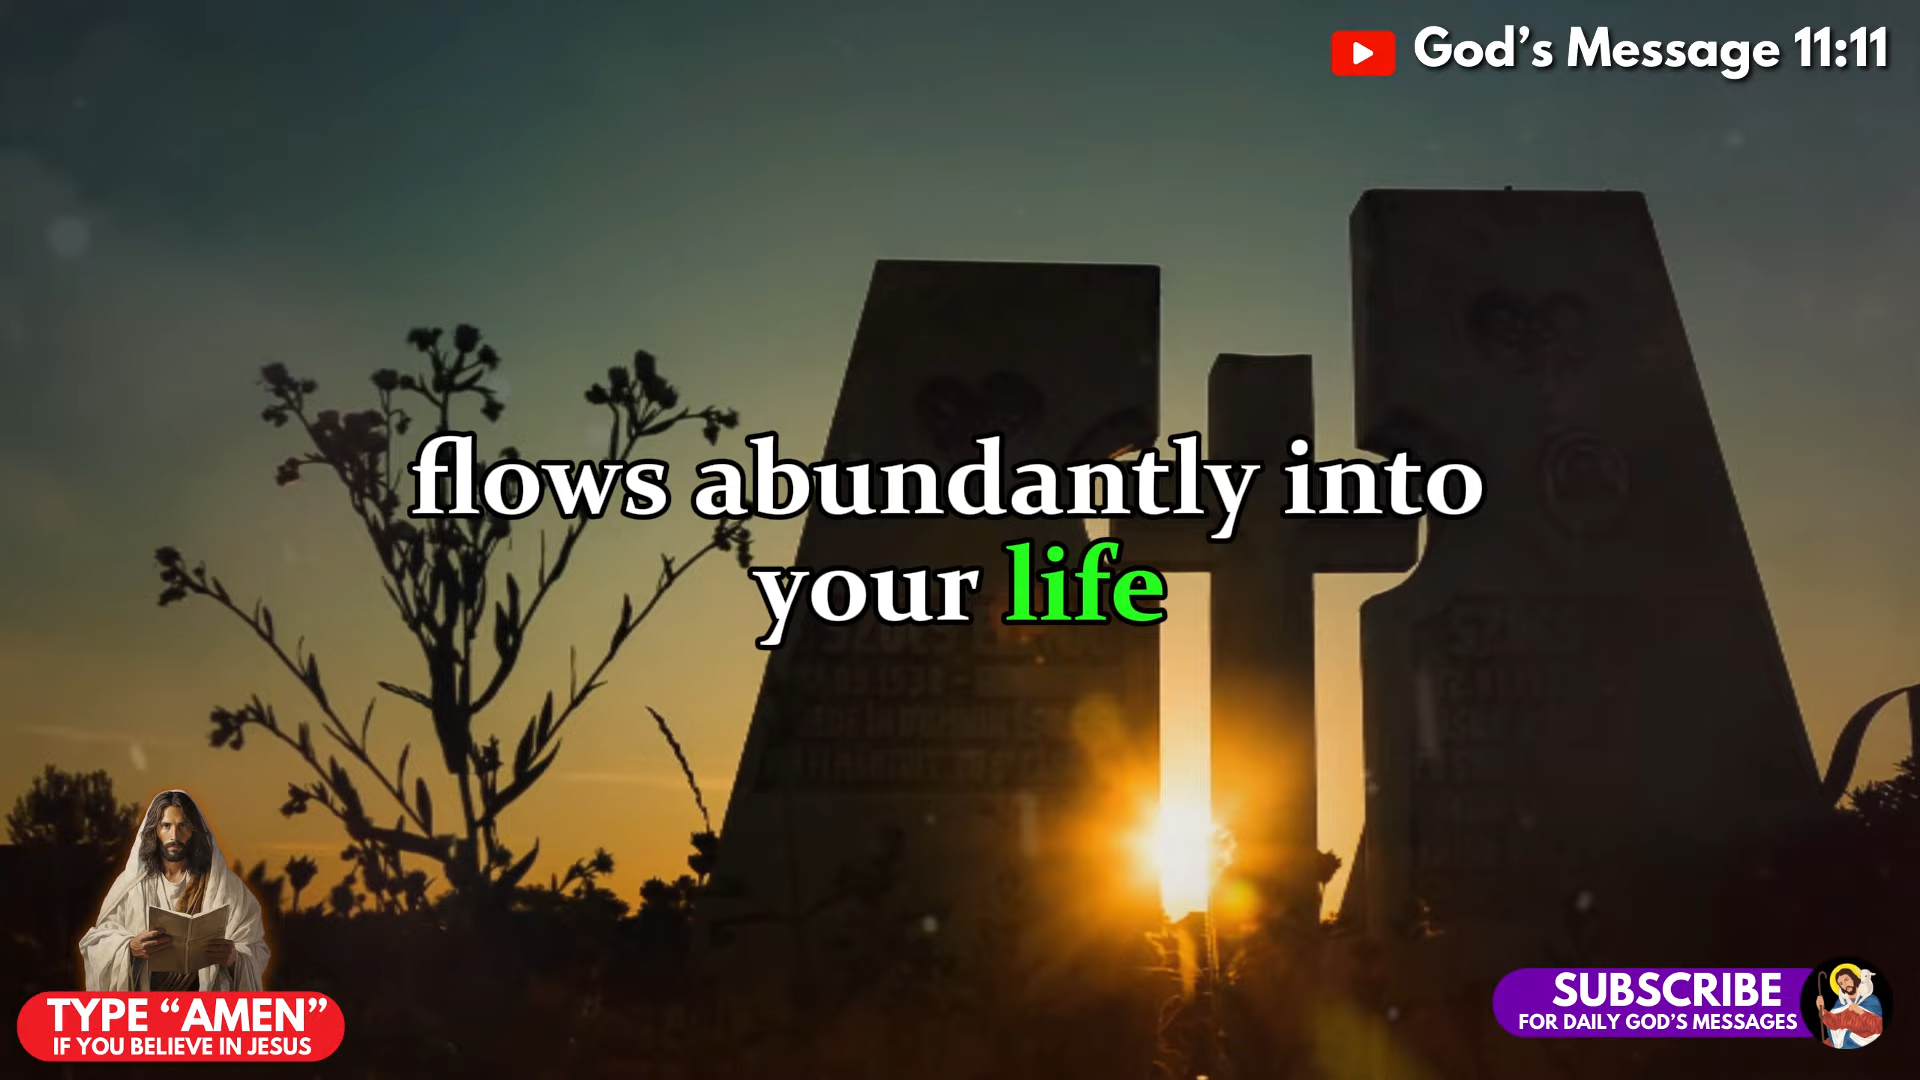 God’s Message 11:11
flows abundantly into
your life
TYPE “AMEN”
IF YOU BELIEVE IN JESUS
SUBSCRIBE
FOR DAILY GOD’S MESSAGES